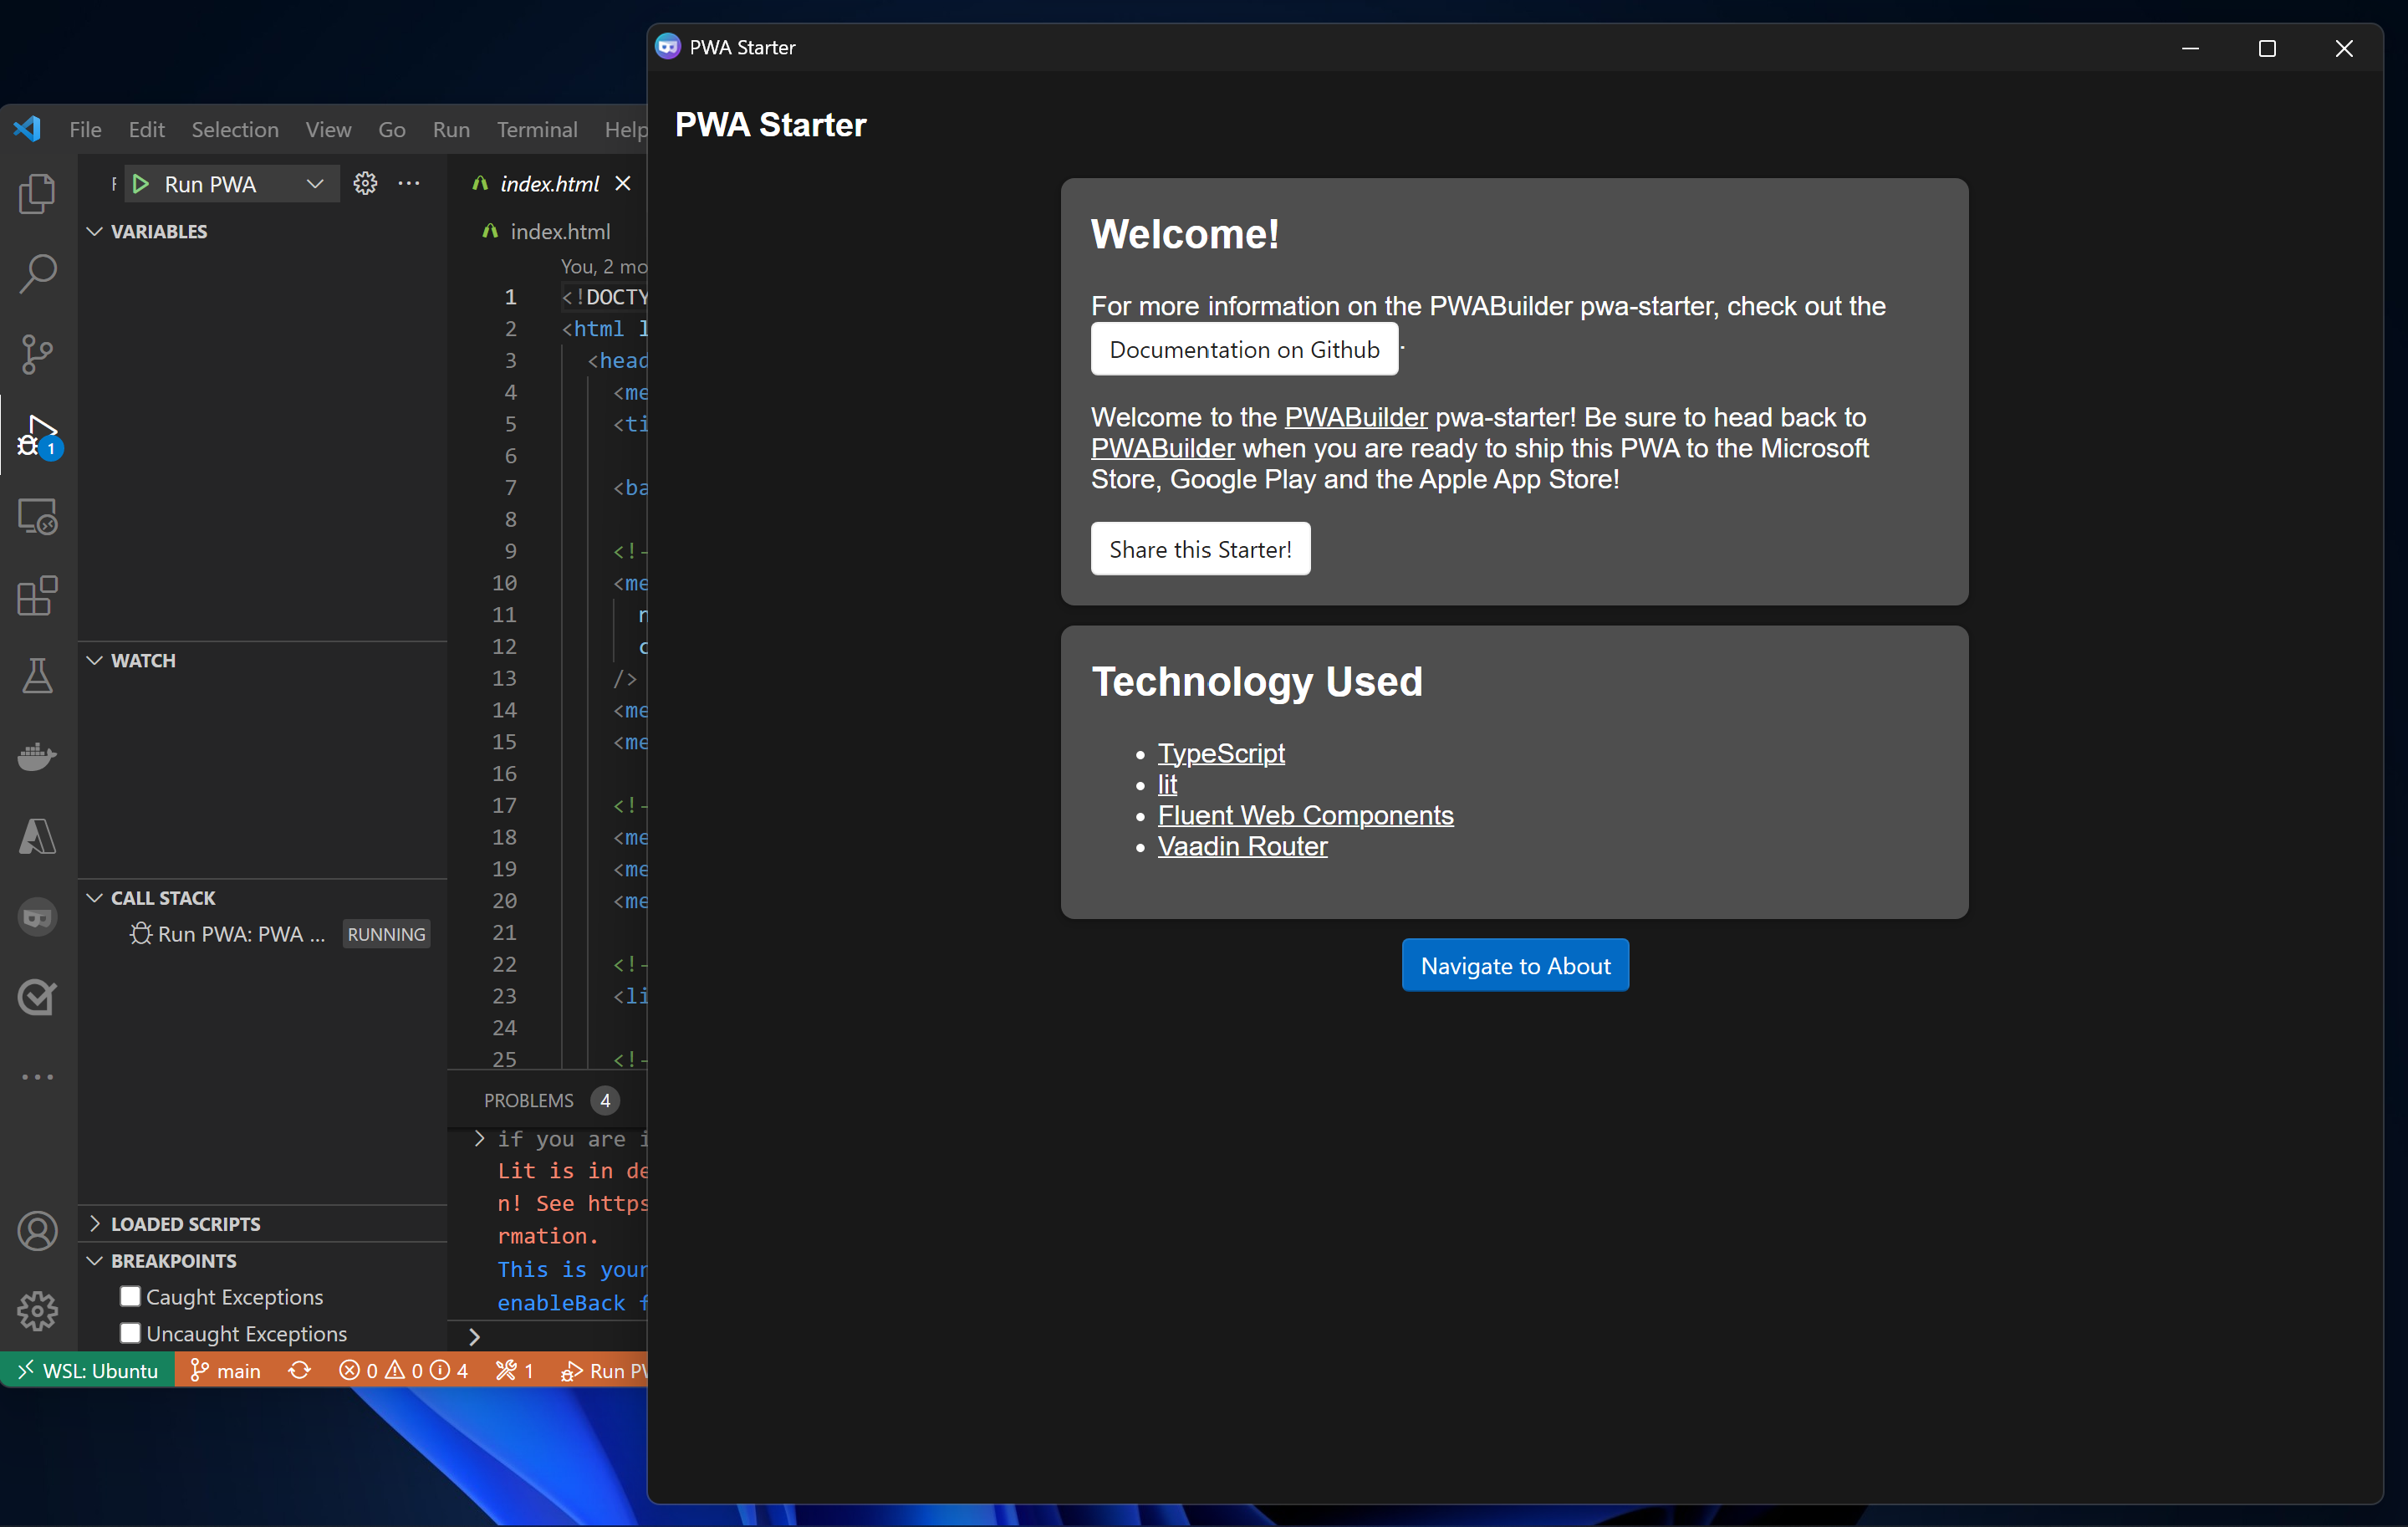 PWA Starter
PWA Starter
Welcome!
For more information on the PWABuilder pwa-starter, check out the
Documentation on Github .
Welcome to the PWABuilder pwa-starter! Be sure to head back to
PWABuilder when you are ready to ship this PWA to the Microsoft
Store, Google Play and the Apple App Store!
Share this Starter!
Technology Used
TypeScript
lit
Fluent Web Components
Vaadin Router
Navigate to About
File Edit Selection View Go Run Terminal Help
Run PWA
index.html
VARIABLES
index.html
You, 2 mo
1 <!DOCTY
2 <html l
3 <head
4 <me
5 <ti
6
7 <ba
8
9 <!-
10 <me
11 n
12 c
13 />
14 <me
15 <me
16
17 <!-
18 <me
19 <me
20 <me
21
22 <!-
23 <li
24
25 <!-
1
WATCH
CALL STACK
Run PWA: PWA ... RUNNING
LOADED SCRIPTS
BREAKPOINTS
Caught Exceptions
Uncaught Exceptions
PROBLEMS 4
if you are i
Lit is in de
n! See https
rmation.
This is your
enableBack f
WSL: Ubuntu main 0 0 4 1 Run PW